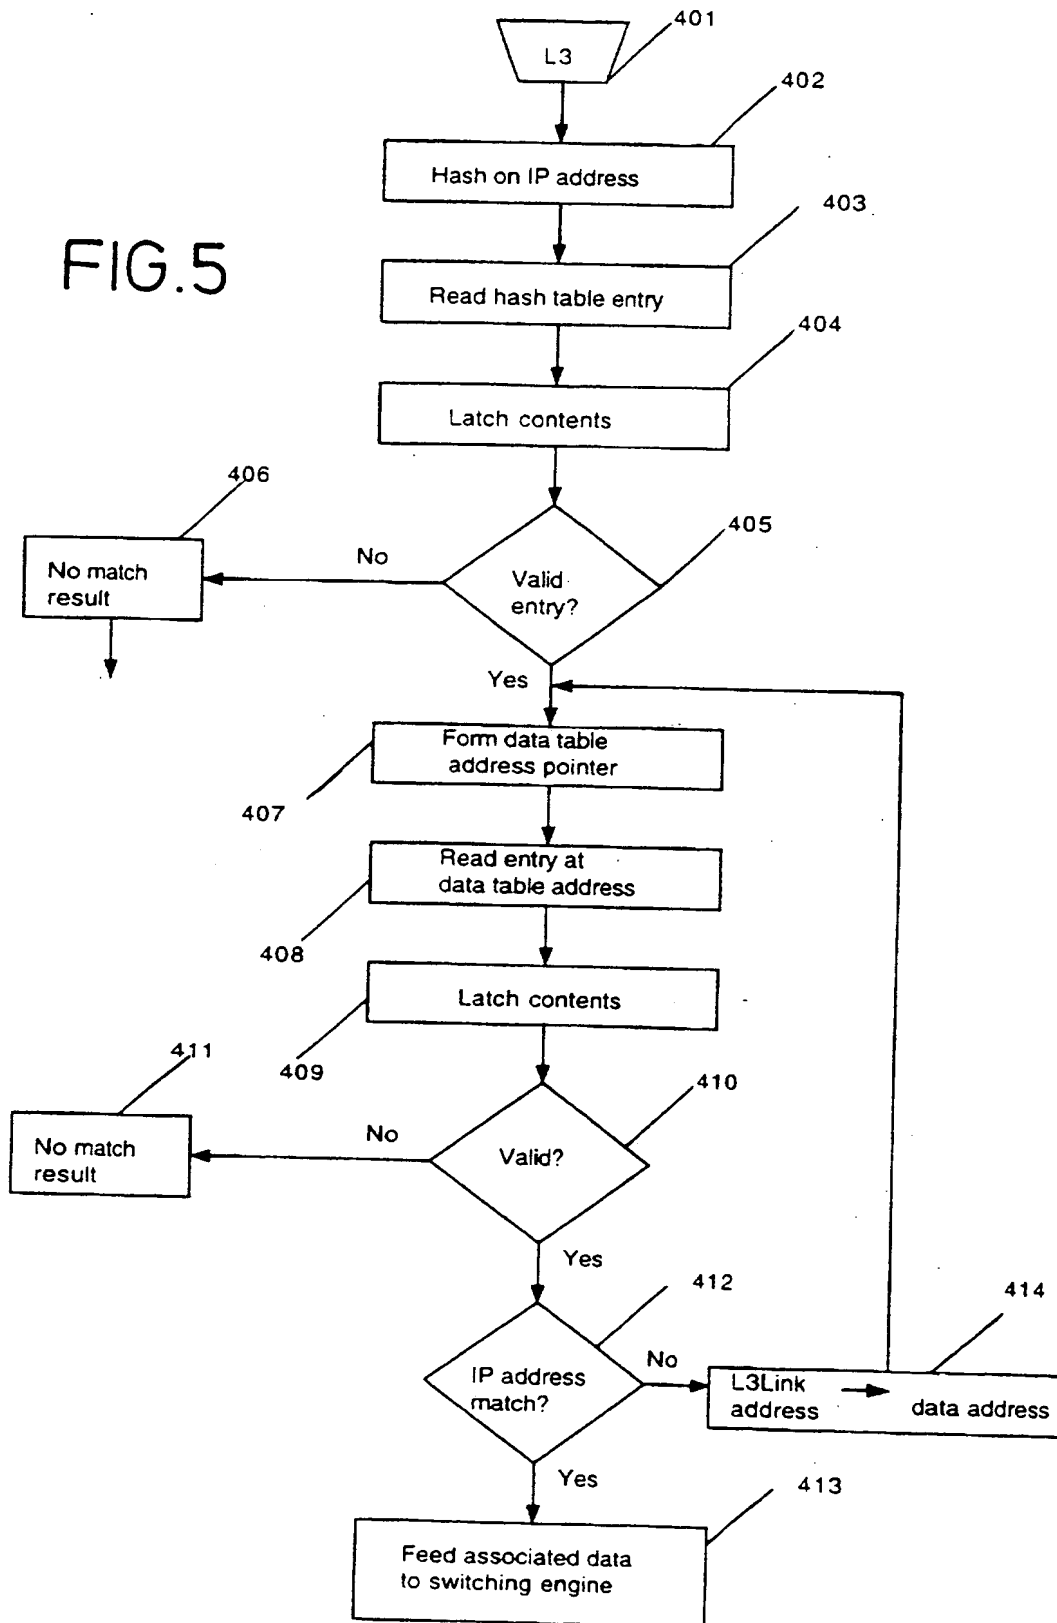 401
L3
402
Hash on IP address
403
FIG.5
Read hash table entry
404
Latch contents
406
405
No
No match
result
Valid
entry?
Yes
Form data table
address pointer
407
Read entry at
data table address
408
Latch contents
409
411
410
No
No match
result
Valid?
Yes
412
414
IP address
match?
No
L3Link
address
data address
Yes
413
Feed associated data
to switching engine